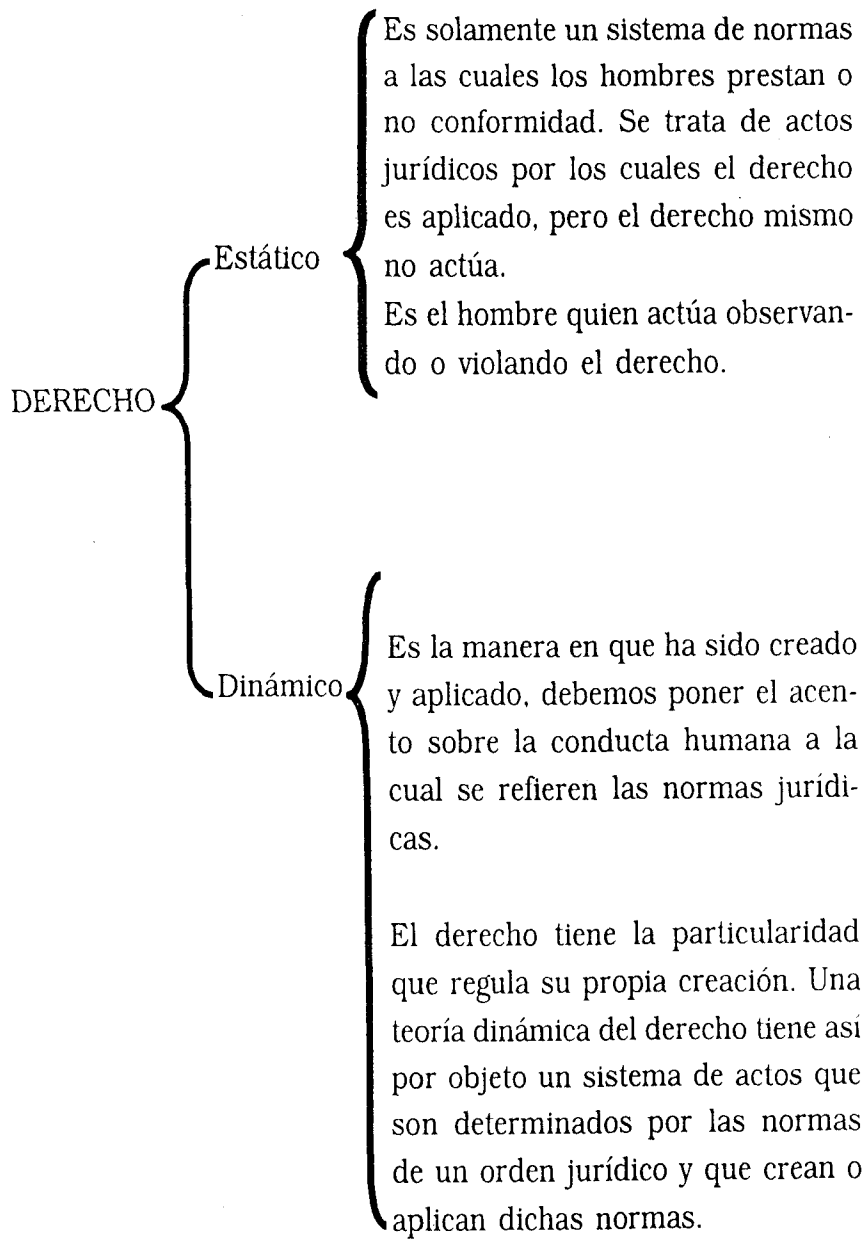 Es solamente un sistema de normas
a las cuales los hombres prestan o
no conformidad. Se trata de actos
jurídicos por los cuales el derecho
es aplicado, pero el derecho mismo
no actúa.
Es el hombre quien actúa observan-
do o violando el derecho.
Estático
DERECHO
Dinámico
Es la manera en que ha sido creado
y aplicado, debemos poner el acen-
to sobre la conducta humana a la
cual se refieren las normas jurídi-
cas.
El derecho tiene la particularidad
que regula su propia creación. Una
teoría dinámica del derecho tiene así
por objeto un sistema de actos que
son determinados por las normas
de un orden jurídico y que crean o
aplican dichas normas.